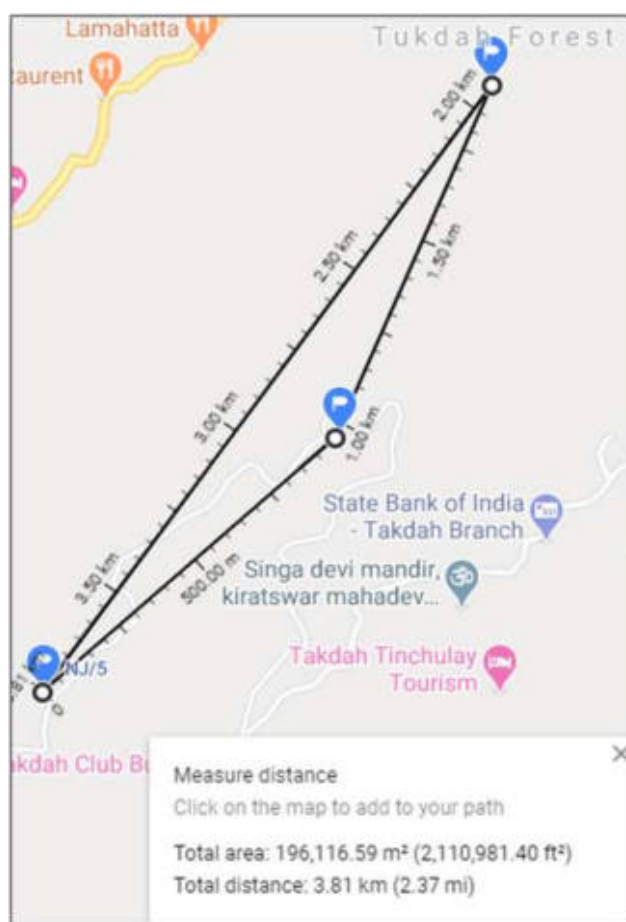 Lamahatta
Tukdah Forest
taurent
2.00 km
1.50 km
2.50 km
3.00 km
1.00 km
3.50 km
500.00 m
State Bank of India
- Takdah Branch
Singa devi mandir,
kiratswar mahadev...
Takdah Tinchulay
Tourism
.81 km
NJ/5
0
akdah Club Bu
Measure distance
Click on the map to add to your path
Total area: 196,116.59 m² (2,110,981.40 ft²)
Total distance: 3.81 km (2.37 mi)